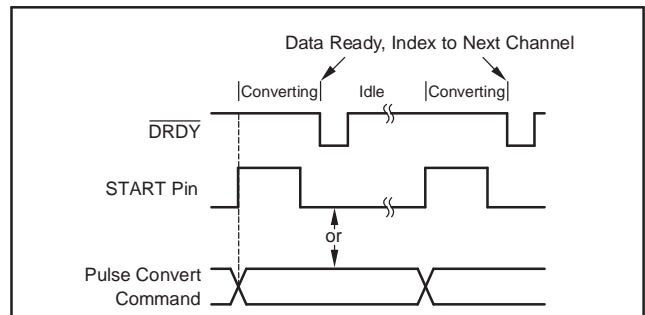 Data Ready, Index to Next Channel
Converting Idle Converting
DRDY
START Pin
or
Pulse Convert
Command